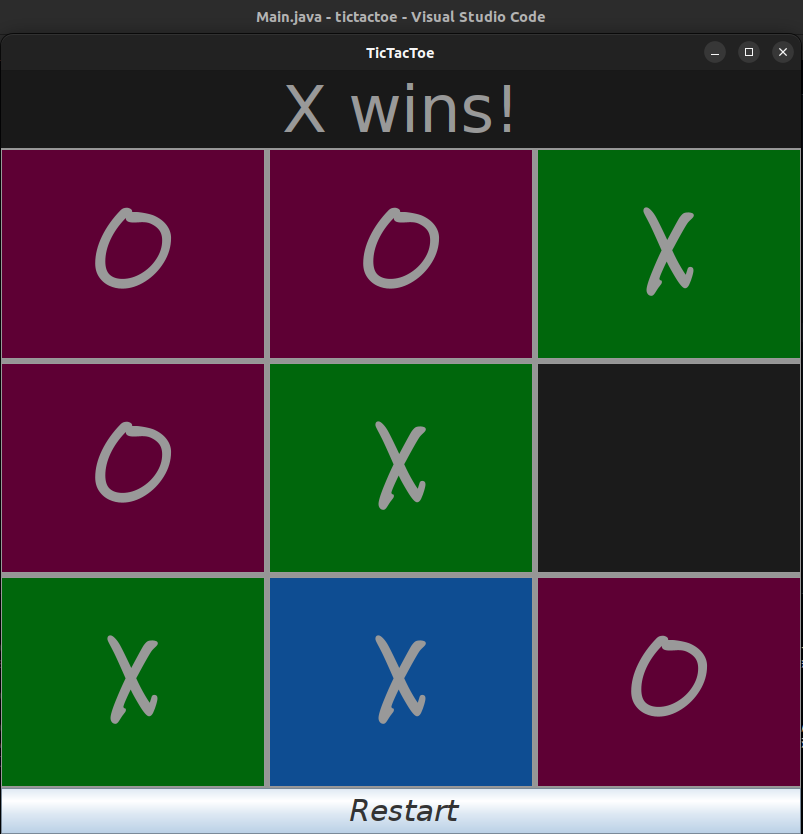 Main.java - tictactoe - Visual Studio Code
TicTacToe
X wins!
O O X
O X
X X O
Restart